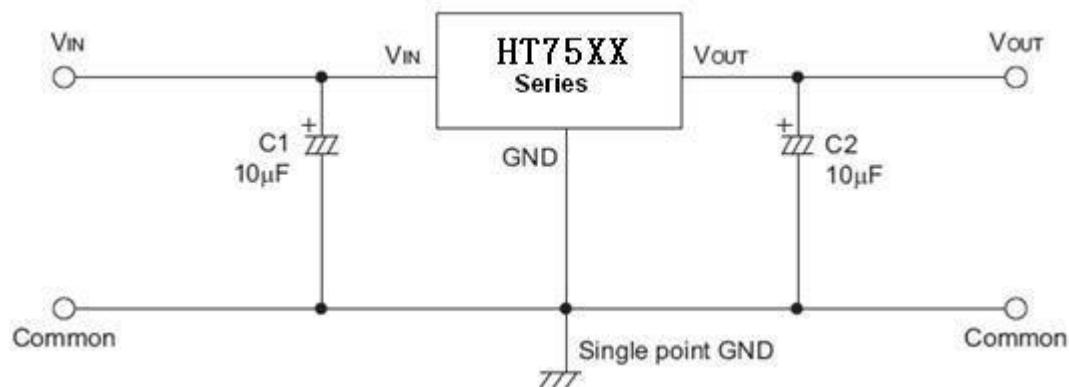 VIN
VIN
HT75XX
Series
VOUT
VOUT
GND
+
C1
10µF
+
C2
10µF
Common
Single point GND
Common